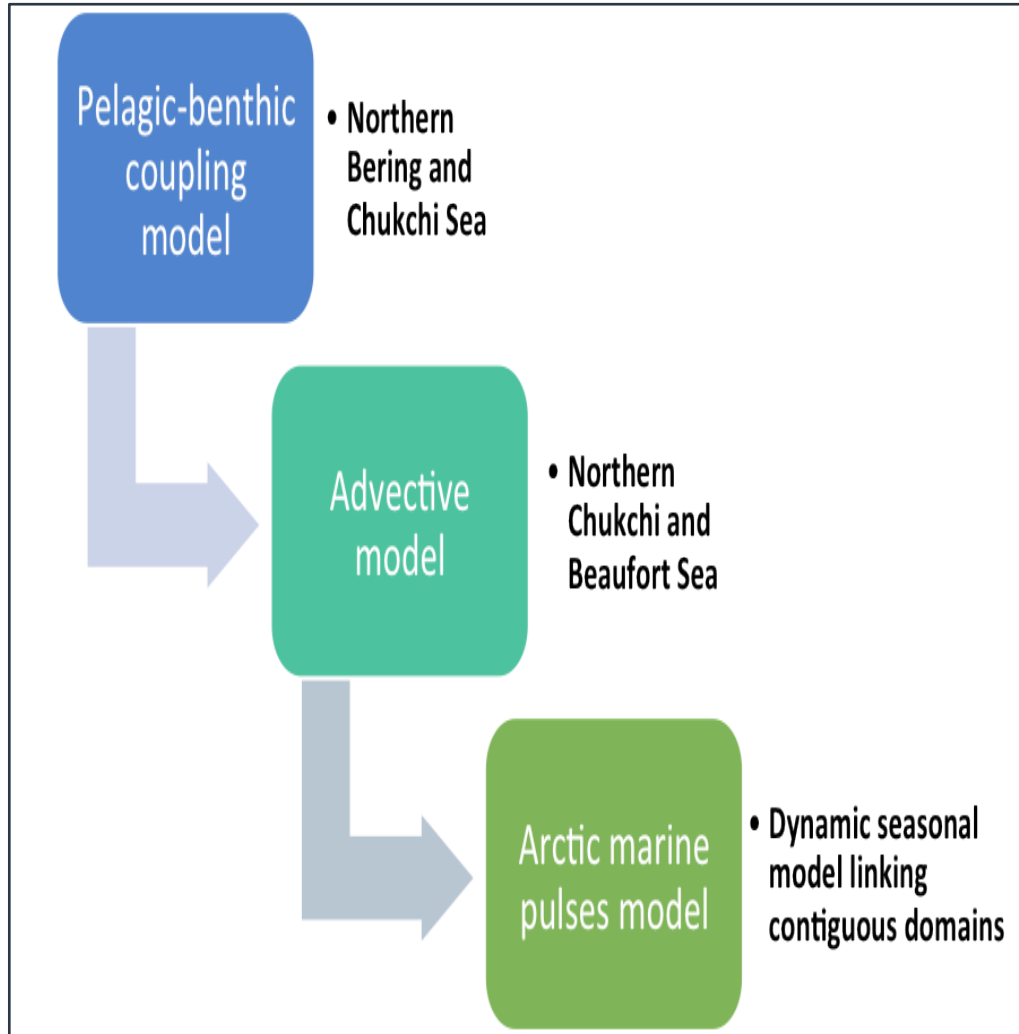 Pelagic-benthic
coupling
model
• Northern
Bering and
Chukchi Sea
Advective
model
• Northern
Chukchi and
Beaufort Sea
Arctic marine
pulses model
• Dynamic seasonal
model linking
contiguous domains